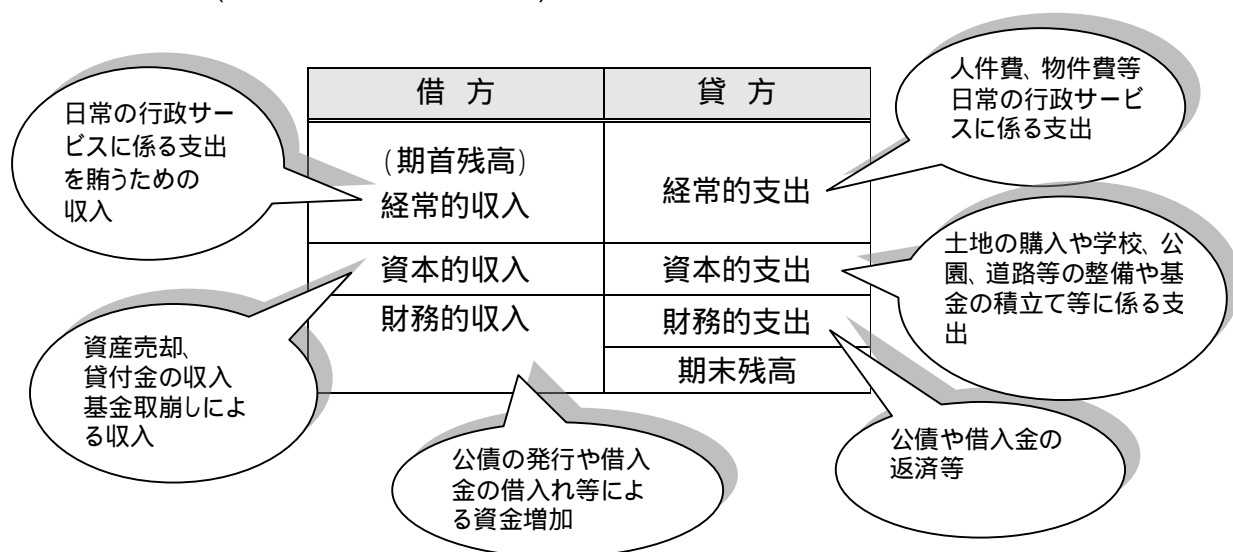 借 方
貸 方
日常の行政サー
ビスに係る支出
を賄うための
収入
(期首残高)
経常的収入
経常的支出
人件費、物件費等
日常の行政サービ
スに係る支出
資本的収入
資本的支出
土地の購入や学校、公
園、道路等の整備や基
金の積立て等に係る支
出
財務的収入
財務的支出
期末残高
資産売却、
貸付金の収入
基金取崩しによ
る収入
公債の発行や借入
金の借入れ等によ
る資金増加
公債や借入金の
返済等